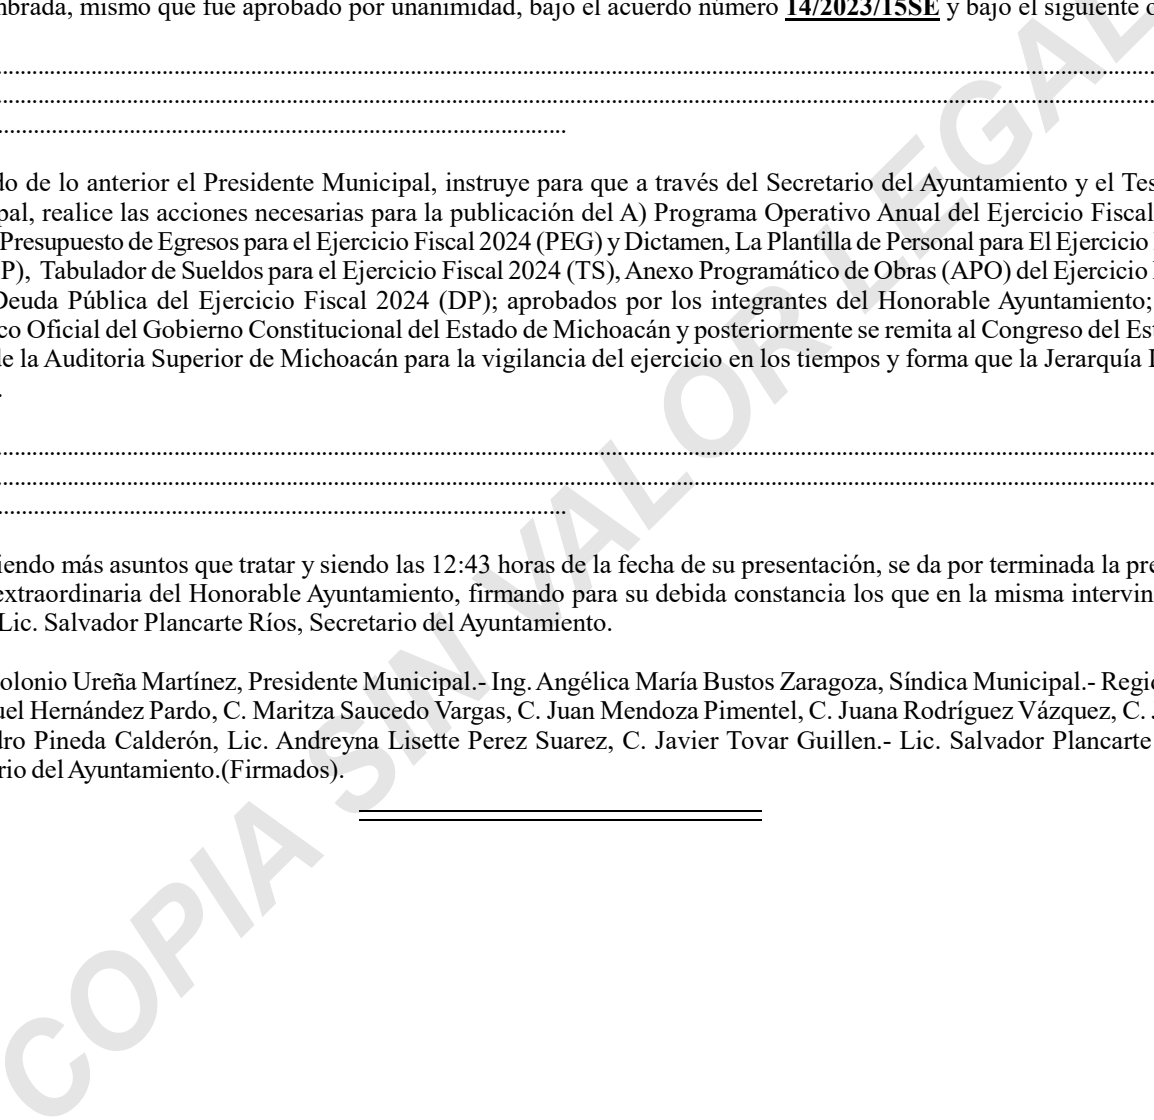 mbrada, mismo que fue aprobado por unanimidad, bajo el acuerdo número 14/2023/15SE y bajo el siguiente o
do de lo anterior el Presidente Municipal, instruye para que a través del Secretario del Ayuntamiento y el Tes
pal, realice las acciones necesarias para la publicación del A) Programa Operativo Anual del Ejercicio Fiscal
Presupuesto de Egresos para el Ejercicio Fiscal 2024 (PEG) y Dictamen, La Plantilla de Personal para El Ejercicio
P), Tabulador de Sueldos para el Ejercicio Fiscal 2024 (TS), Anexo Programático de Obras (APO) del Ejercicio
Deuda Pública del Ejercicio Fiscal 2024 (DP); aprobados por los integrantes del Honorable Ayuntamiento;
co Oficial del Gobierno Constitucional del Estado de Michoacán y posteriormente se remita al Congreso del Est
de la Auditoria Superior de Michoacán para la vigilancia del ejercicio en los tiempos y forma que la Jerarquía
iendo más asuntos que tratar y siendo las 12:43 horas de la fecha de su presentación, se da por terminada la pre
extraordinaria del Honorable Ayuntamiento, firmando para su debida constancia los que en la misma intervin
Lic. Salvador Plancarte Ríos, Secretario del Ayuntamiento.
olonio Ureña Martínez, Presidente Municipal.- Ing. Angélica María Bustos Zaragoza, Síndica Municipal.- Regid
uel Hernández Pardo, C. Maritza Saucedo Vargas, C. Juan Mendoza Pimentel, C. Juana Rodríguez Vázquez, C.
dro Pineda Calderón, Lic. Andreyna Lisette Perez Suarez, C. Javier Tovar Guillen.- Lic. Salvador Plancarte
rio del Ayuntamiento.(Firmados).
COPIA SIN VALOR LEGAL